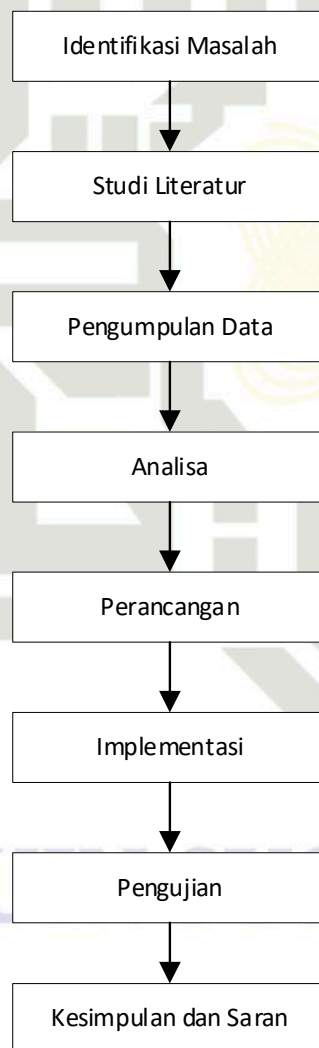 Identifikasi Masalah
Studi Literatur
Pengumpulan Data
Analisa
Perancangan
Implementasi
Pengujian
Kesimpulan dan Saran